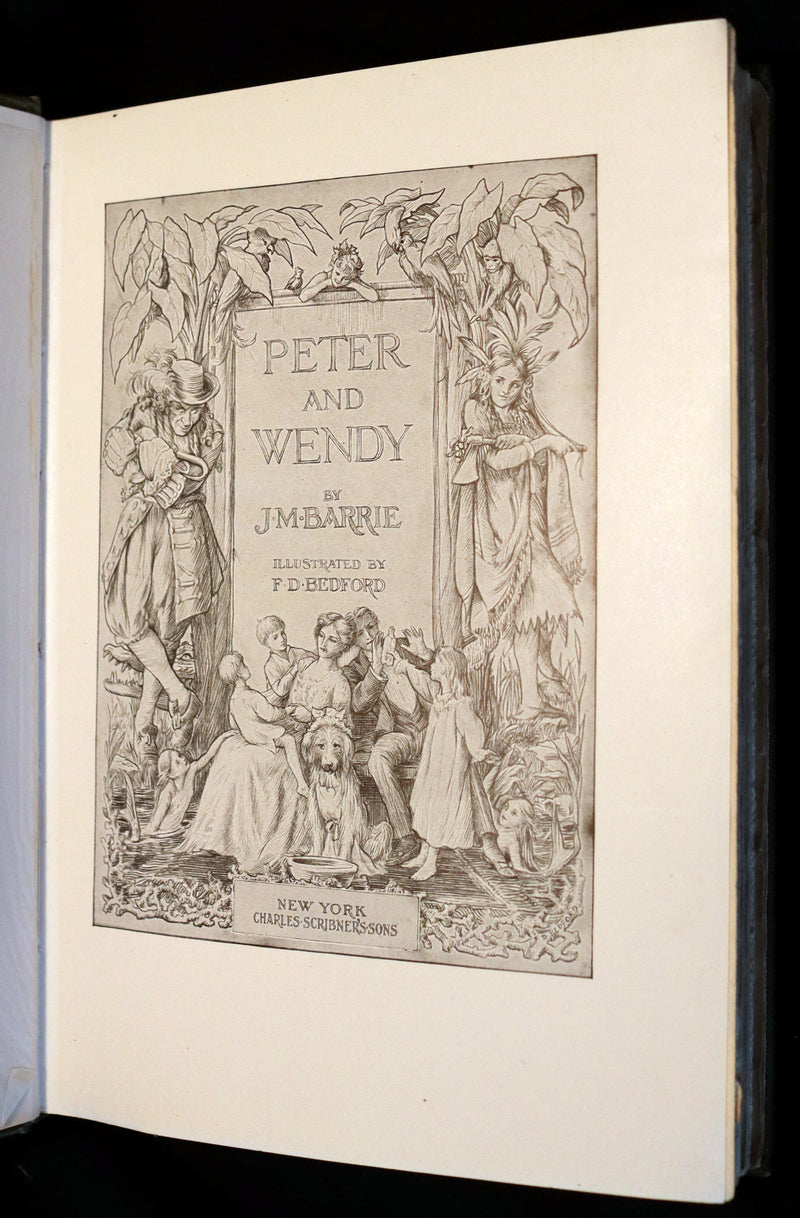 PETER
AND
WENDY
BY
J·M·BARRIE
ILLUSTRATED BY
F·D·BEDFORD
NEW YORK
CHARLES·SCRIBNER'S·SONS